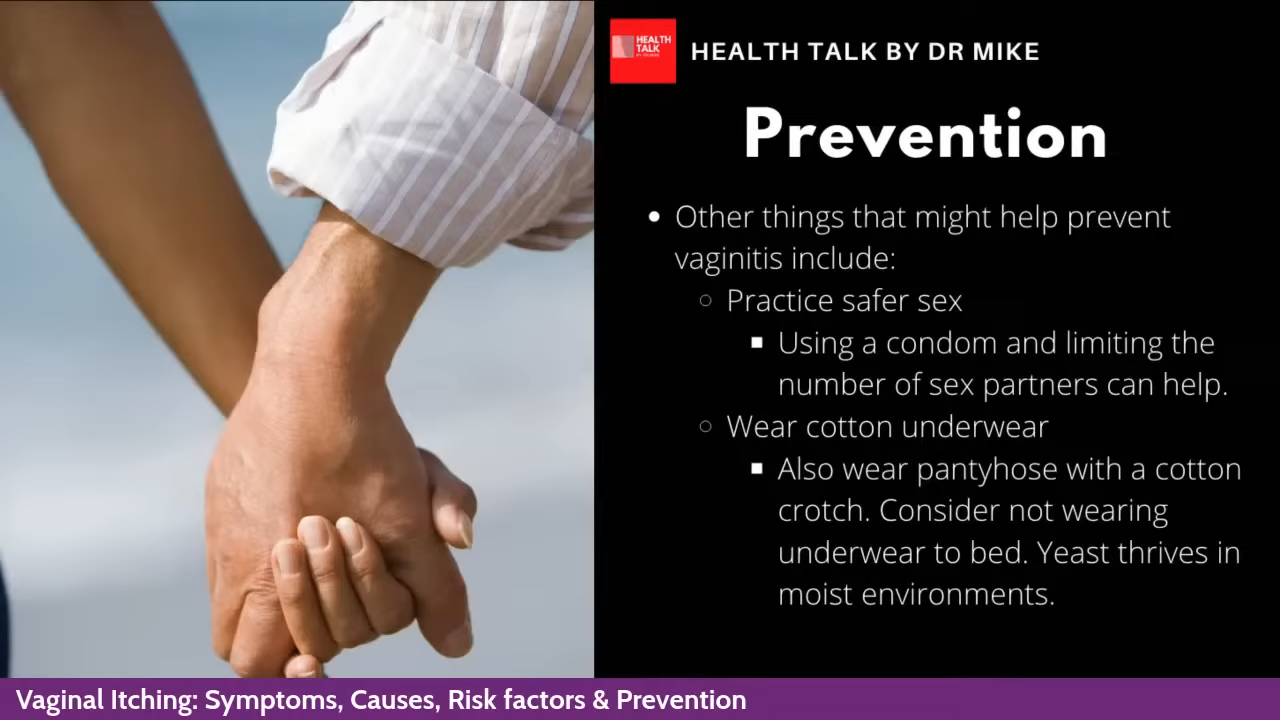 HEALTH
TALK
HEALTH TALK BY DR MIKE
Prevention
• Other things that might help prevent
vaginitis include:
○ Practice safer sex
▪ Using a condom and limiting the
number of sex partners can help.
○ Wear cotton underwear
▪ Also wear pantyhose with a cotton
crotch. Consider not wearing
underwear to bed. Yeast thrives in
moist environments.
Vaginal Itching: Symptoms, Causes, Risk factors & Prevention